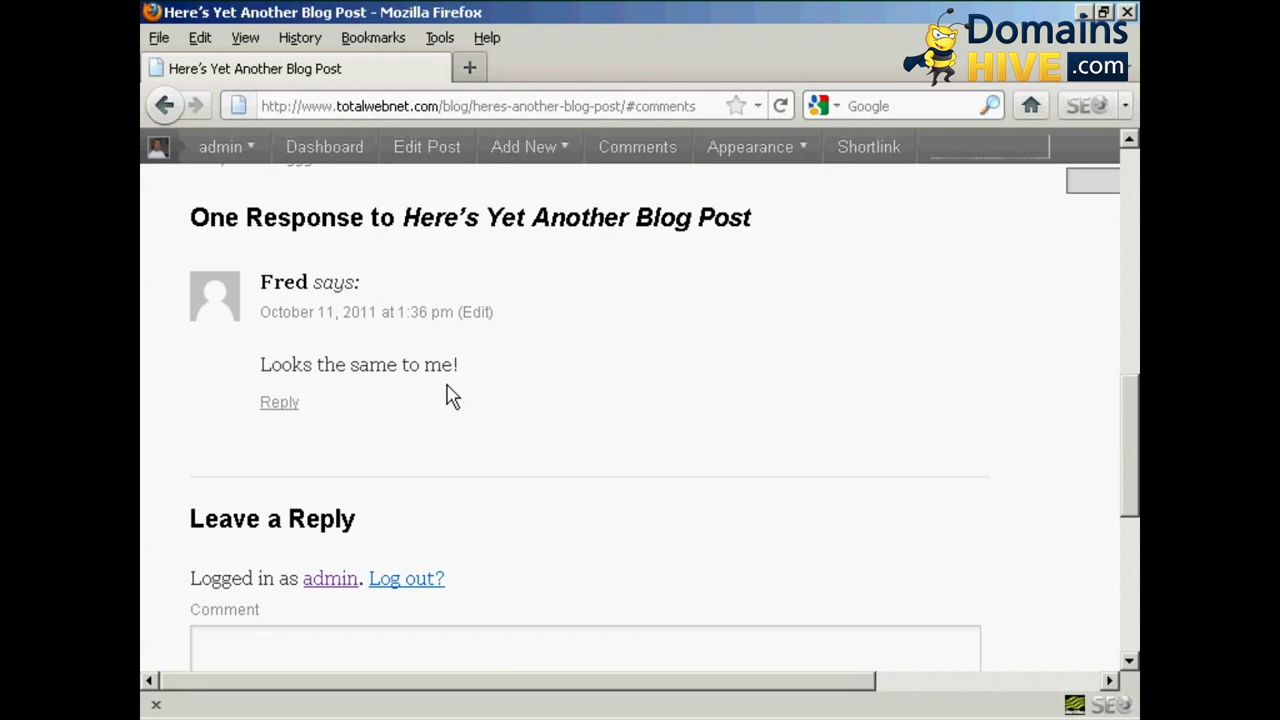 Here's Yet Another Blog Post - Mozilla Firefox
Domains
HIVE.com
File Edit View History Bookmarks Tools Help
Here's Yet Another Blog Post
http://www.totalwebnet.com/blog/heres-another-blog-post/#comments
Google
SEO
admin Dashboard Edit Post Add New Comments Appearance Shortlink
One Response to Here's Yet Another Blog Post
Fred says:
October 11, 2011 at 1:36 pm (Edit)
Looks the same to me!
Reply
Leave a Reply
Logged in as admin. Log out?
Comment
SEO